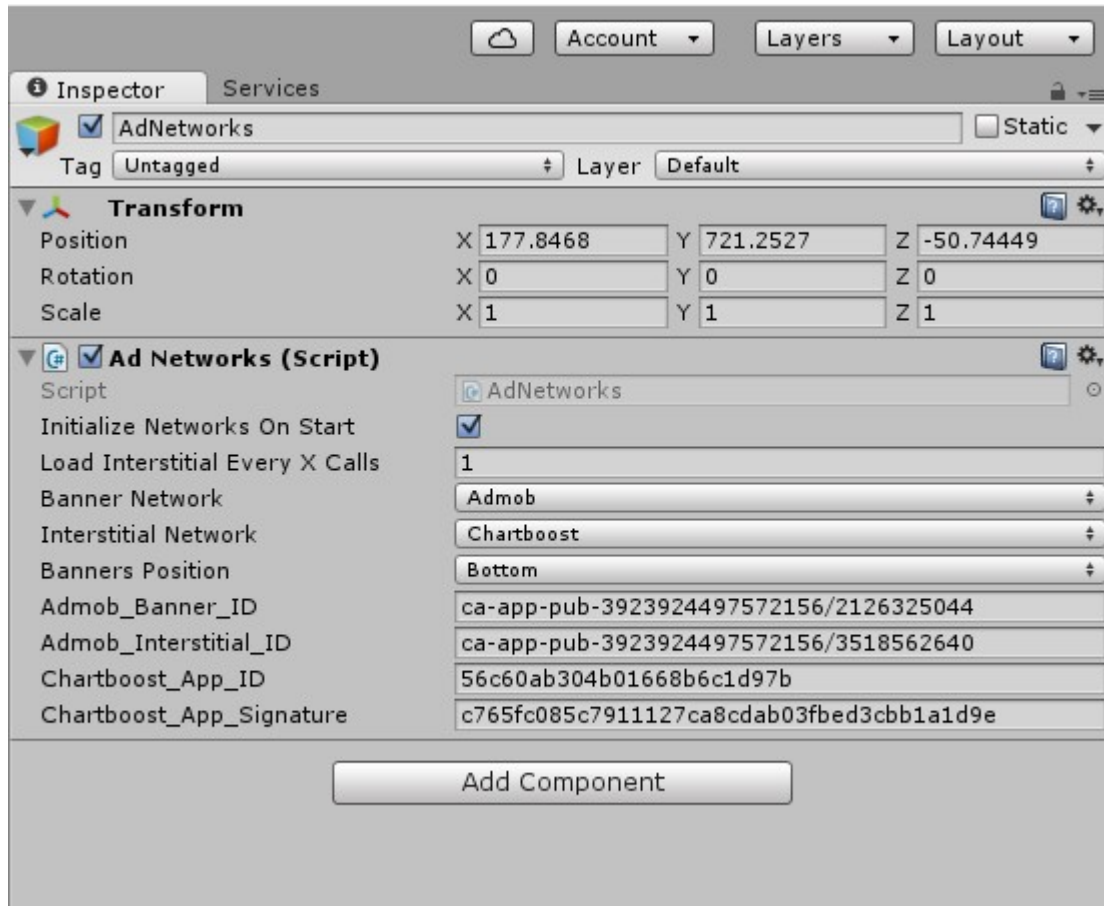 Account Layers Layout
Inspector Services
AdNetworks Static
Tag Untagged Layer Default
Transform
Position X 177.8468 Y 721.2527 Z -50.74449
Rotation X 0 Y 0 Z 0
Scale X 1 Y 1 Z 1
Ad Networks (Script)
Script AdNetworks
Initialize Networks On Start
Load Interstitial Every X Calls 1
Banner Network Admob
Interstitial Network Chartboost
Banners Position Bottom
Admob_Banner_ID ca-app-pub-3923924497572156/2126325044
Admob_Interstitial_ID ca-app-pub-3923924497572156/3518562640
Chartboost_App_ID 56c60ab304b01668b6c1d97b
Chartboost_App_Signature c765fc085c7911127ca8cdab03fbed3cbb1a1d9e
Add Component